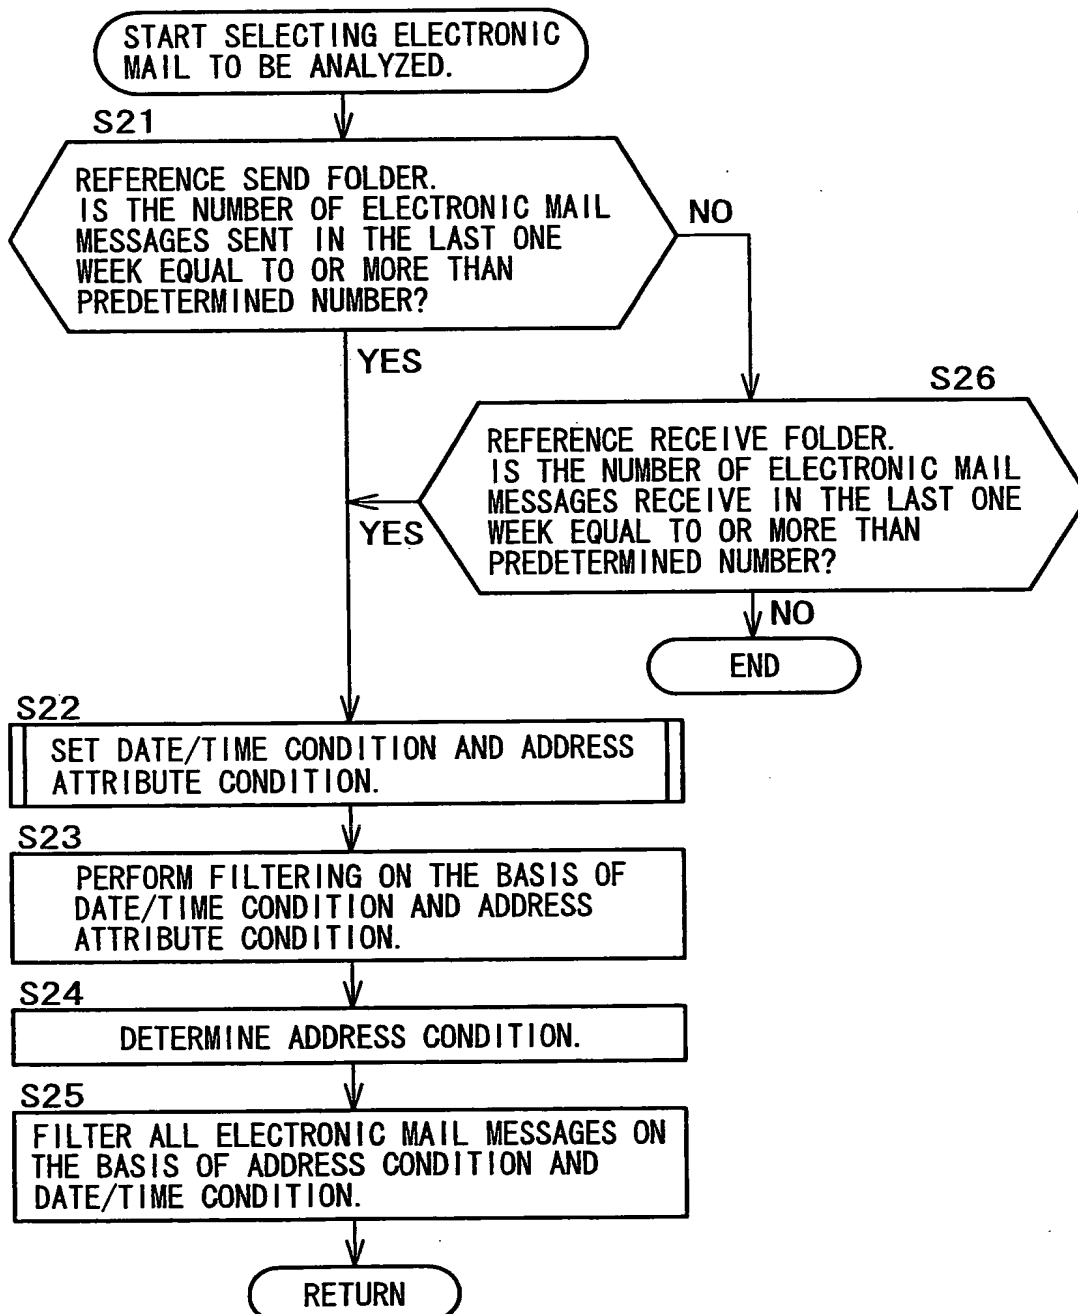 START SELECTING ELECTRONIC
MAIL TO BE ANALYZED.
S21
REFERENCE SEND FOLDER.
IS THE NUMBER OF ELECTRONIC MAIL
MESSAGES SENT IN THE LAST ONE
WEEK EQUAL TO OR MORE THAN
PREDETERMINED NUMBER?
NO
YES
S26
REFERENCE RECEIVE FOLDER.
IS THE NUMBER OF ELECTRONIC MAIL
MESSAGES RECEIVE IN THE LAST ONE
WEEK EQUAL TO OR MORE THAN
PREDETERMINED NUMBER?
YES
NO
END
S22
SET DATE/TIME CONDITION AND ADDRESS
ATTRIBUTE CONDITION.
S23
PERFORM FILTERING ON THE BASIS OF
DATE/TIME CONDITION AND ADDRESS
ATTRIBUTE CONDITION.
S24
DETERMINE ADDRESS CONDITION.
S25
FILTER ALL ELECTRONIC MAIL MESSAGES ON
THE BASIS OF ADDRESS CONDITION AND
DATE/TIME CONDITION.
RETURN